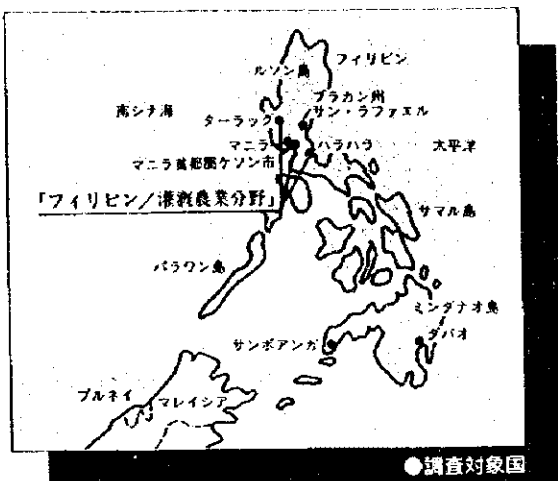 フィリピン
ルソン島
ブラカン州
サン・ラファエル
南シナ海
ターラック
マニラ
ハラハラ
太平洋
マニラ首都圏ケソン市
「フィリピン/灌漑農業分野」
サマル島
パラワン島
ミンダナオ島
サンボアンガ
ダバオ
ブルネイ
マレイシア
●調査対象国